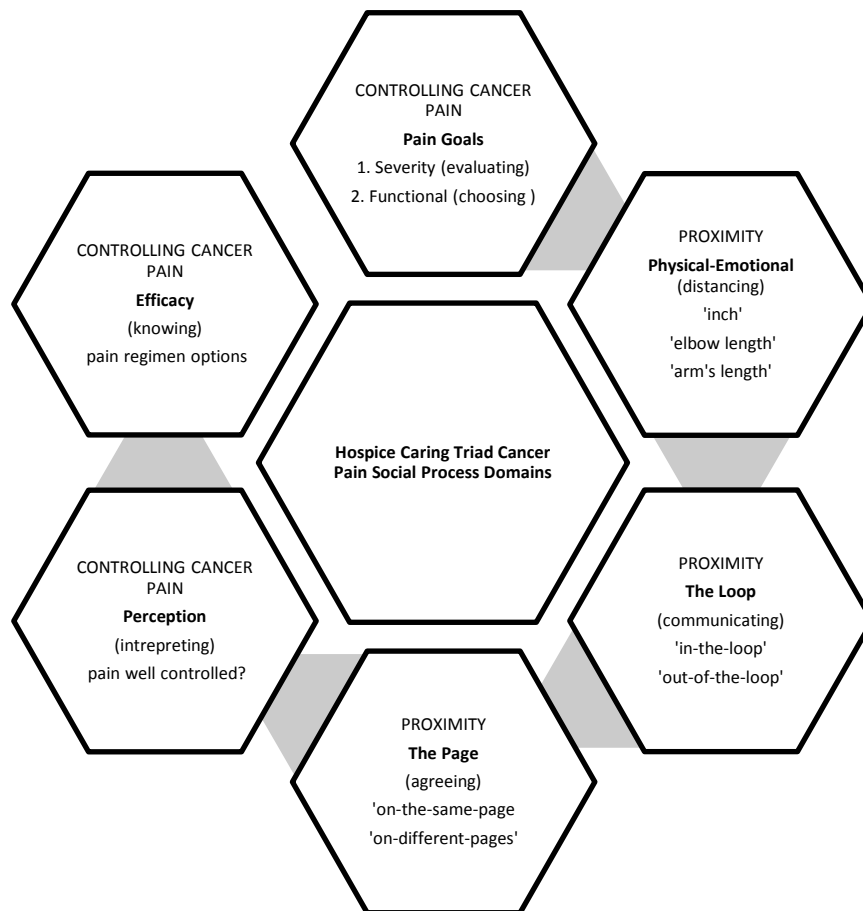 CONTROLLING CANCER
PAIN
Pain Goals
1. Severity (evaluating)
2. Functional (choosing )
PROXIMITY
Physical-Emotional
(distancing)
'inch'
'elbow length'
'arm's length'
PROXIMITY
The Loop
(communicating)
'in-the-loop'
'out-of-the-loop'
PROXIMITY
The Page
(agreeing)
'on-the-same-page
'on-different-pages'
CONTROLLING CANCER
PAIN
Perception
(intrepreting)
pain well controlled?
CONTROLLING CANCER
PAIN
Efficacy
(knowing)
pain regimen options
Hospice Caring Triad Cancer
Pain Social Process Domains